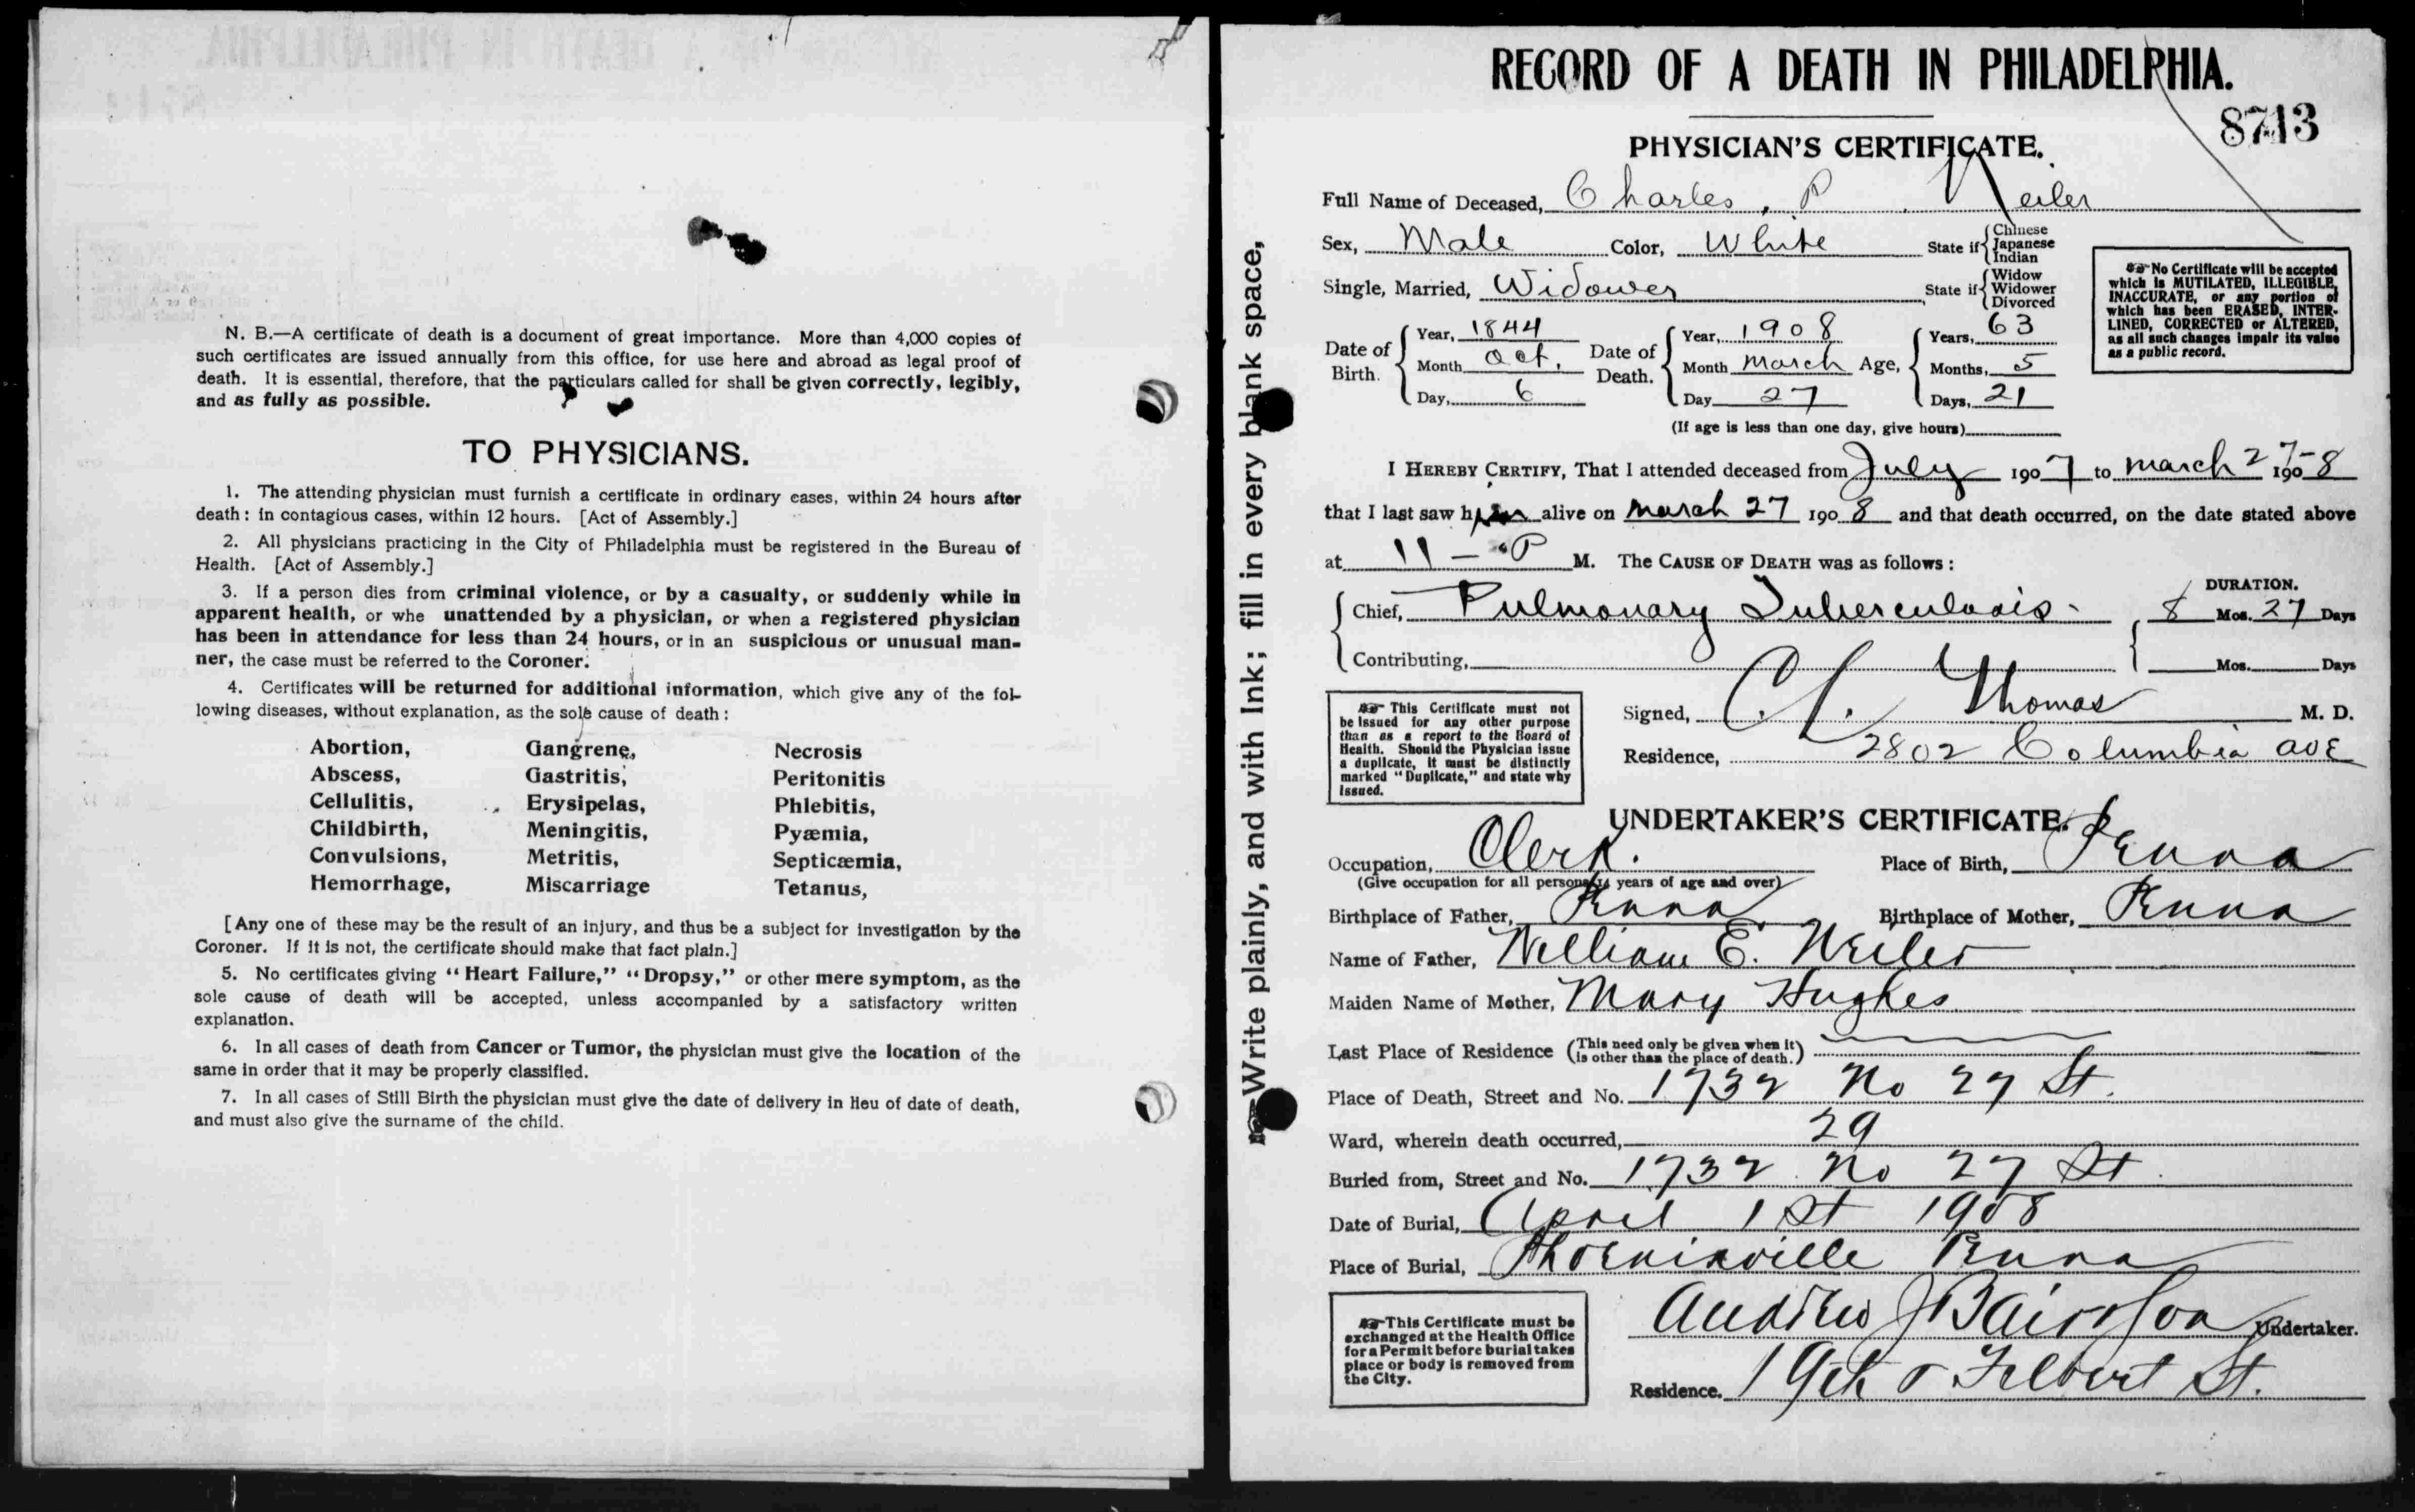 N. B.—A certificate of death is a document of great importance. More than 4,000 copies of
such certificates are issued annually from this office, for use here and abroad as legal proof of
death. It is essential, therefore, that the particulars called for shall be given correctly, legibly,
and as fully as possible.
TO PHYSICIANS.
1. The attending physician must furnish a certificate in ordinary cases, within 24 hours after
death: in contagious cases, within 12 hours. [Act of Assembly.]
2. All physicians practicing in the City of Philadelphia must be registered in the Bureau of
Health. [Act of Assembly.]
3. If a person dies from criminal violence, or by a casualty, or suddenly while in
apparent health, or whe unattended by a physician, or when a registered physician
has been in attendance for less than 24 hours, or in an suspicious or unusual man-
ner, the case must be referred to the Coroner.
4. Certificates will be returned for additional information, which give any of the fol-
lowing diseases, without explanation, as the sole cause of death:
Abortion, Gangrene, Necrosis
Abscess, Gastritis, Peritonitis
Cellulitis, Erysipelas, Phlebitis,
Childbirth, Meningitis, Pyæmia,
Convulsions, Metritis, Septicæmia,
Hemorrhage, Miscarriage Tetanus,
[Any one of these may be the result of an injury, and thus be a subject for investigation by the
Coroner. If it is not, the certificate should make that fact plain.]
5. No certificates giving "Heart Failure," "Dropsy," or other mere symptom, as the
sole cause of death will be accepted, unless accompanied by a satisfactory written
explanation.
6. In all cases of death from Cancer or Tumor, the physician must give the location of the
same in order that it may be properly classified.
7. In all cases of Still Birth the physician must give the date of delivery in lieu of date of death,
and must also give the surname of the child.
Write plainly, and with Ink; fill in every blank space,
RECORD OF A DEATH IN PHILADELPHIA.
8713
PHYSICIAN'S CERTIFICATE.
Full Name of Deceased, Charles P Neiler
Sex, Male Color, White State if Chinese Japanese Indian
Single, Married, Widower State if Widow Widower Divorced
No Certificate will be accepted
which is MUTILATED, ILLEGIBLE,
INACCURATE, or any portion of
which has been ERASED, INTER-
LINED, CORRECTED or ALTERED,
as all such changes impair its value
as a public record.
Date of Birth. Year, 1844 Month Oct. Day, 6
Date of Death. Year, 1908 Month March Day 27
Age, Years, 63 Months, 5 Days, 21
(If age is less than one day, give hours)
I HEREBY CERTIFY, That I attended deceased from July 1907 to March 27 - 1908
that I last saw him alive on March 27 1908 and that death occurred, on the date stated above
at 11 - P M. The CAUSE OF DEATH was as follows:
DURATION.
Chief, Pulmonary Tuberculosis - 8 Mos. 27 Days
Contributing, Mos. Days
This Certificate must not
be issued for any other purpose
than as a report to the Board of
Health. Should the Physician issue
a duplicate, it must be distinctly
marked "Duplicate," and state why
issued.
Signed, Thomas M. D.
Residence, 2802 Columbia ave
UNDERTAKER'S CERTIFICATE.
Occupation, Clerk. Place of Birth, Penna
(Give occupation for all persons 14 years of age and over)
Birthplace of Father, Penna Birthplace of Mother, Penna
Name of Father, William E. Neiler
Maiden Name of Mother, Mary Hughes
Last Place of Residence (This need only be given when it is other than the place of death.)
Place of Death, Street and No. 1732 No 27 St.
Ward, wherein death occurred, 29
Buried from, Street and No. 1732 No 27 St
Date of Burial, April 1st 1908
Place of Burial, Phoenixville Penna
This Certificate must be
exchanged at the Health Office
for a Permit before burial takes
place or body is removed from
the City.
Andrew J Bair & Son Undertaker.
Residence. 19th & Filbert St.